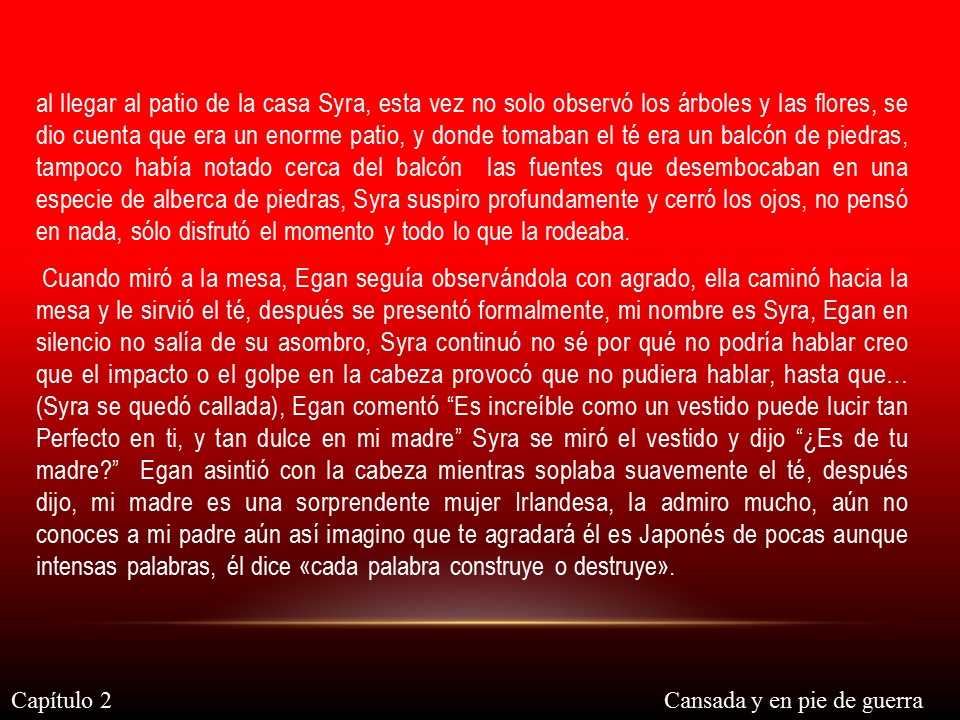 al llegar al patio de la casa Syra, esta vez no solo observó los árboles y las flores, se
dio cuenta que era un enorme patio, y donde tomaban el té era un balcón de piedras,
tampoco había notado cerca del balcón  las fuentes que desembocaban en una
especie de alberca de piedras, Syra suspiro profundamente y cerró los ojos, no pensó
en nada, sólo disfrutó el momento y todo lo que la rodeaba.
Cuando miró a la mesa, Egan seguía observándola con agrado, ella caminó hacia la
mesa y le sirvió el té, después se presentó formalmente, mi nombre es Syra, Egan en
silencio no salía de su asombro, Syra continuó no sé por qué no podría hablar creo
que el impacto o el golpe en la cabeza provocó que no pudiera hablar, hasta que…
(Syra se quedó callada), Egan comentó “Es increíble como un vestido puede lucir tan
Perfecto en ti, y tan dulce en mi madre” Syra se miró el vestido y dijo “¿Es de tu
madre?”  Egan asintió con la cabeza mientras soplaba suavemente el té, después
dijo, mi madre es una sorprendente mujer Irlandesa, la admiro mucho, aún no
conoces a mi padre aún así imagino que te agradará él es Japonés de pocas aunque
intensas palabras, él dice «cada palabra construye o destruye».
Capítulo 2
Cansada y en pie de guerra